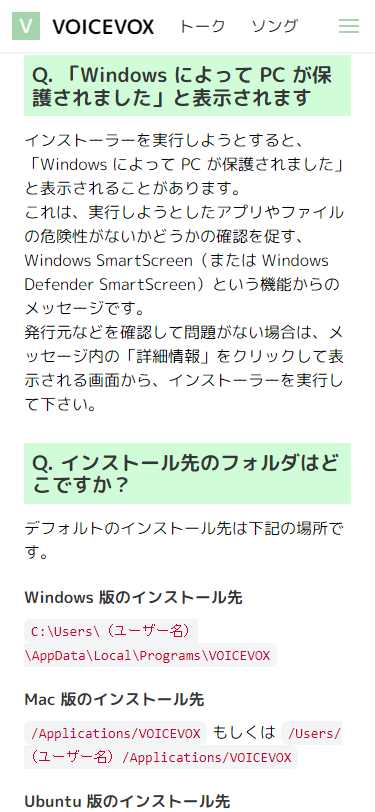 V VOICEVOX トーク ソング
Q. 「Windows によって PC が保
護されました」と表示されます
インストーラーを実行しようとすると、
「Windows によって PC が保護されました」
と表示されることがあります。
これは、実行しようとしたアプリやファイル
の危険性がないかどうかの確認を促す、
Windows SmartScreen（または Windows
Defender SmartScreen）という機能からの
メッセージです。
発行元などを確認して問題がない場合は、メ
ッセージ内の「詳細情報」をクリックして表
示される画面から、インストーラーを実行し
て下さい。
Q. インストール先のフォルダはど
こですか？
デフォルトのインストール先は下記の場所で
す。
Windows 版のインストール先
C:\Users\（ユーザー名）
\AppData\Local\Programs\VOICEVOX
Mac 版のインストール先
/Applications/VOICEVOX もしくは /Users/
（ユーザー名）/Applications/VOICEVOX
Ubuntu 版のインストール先